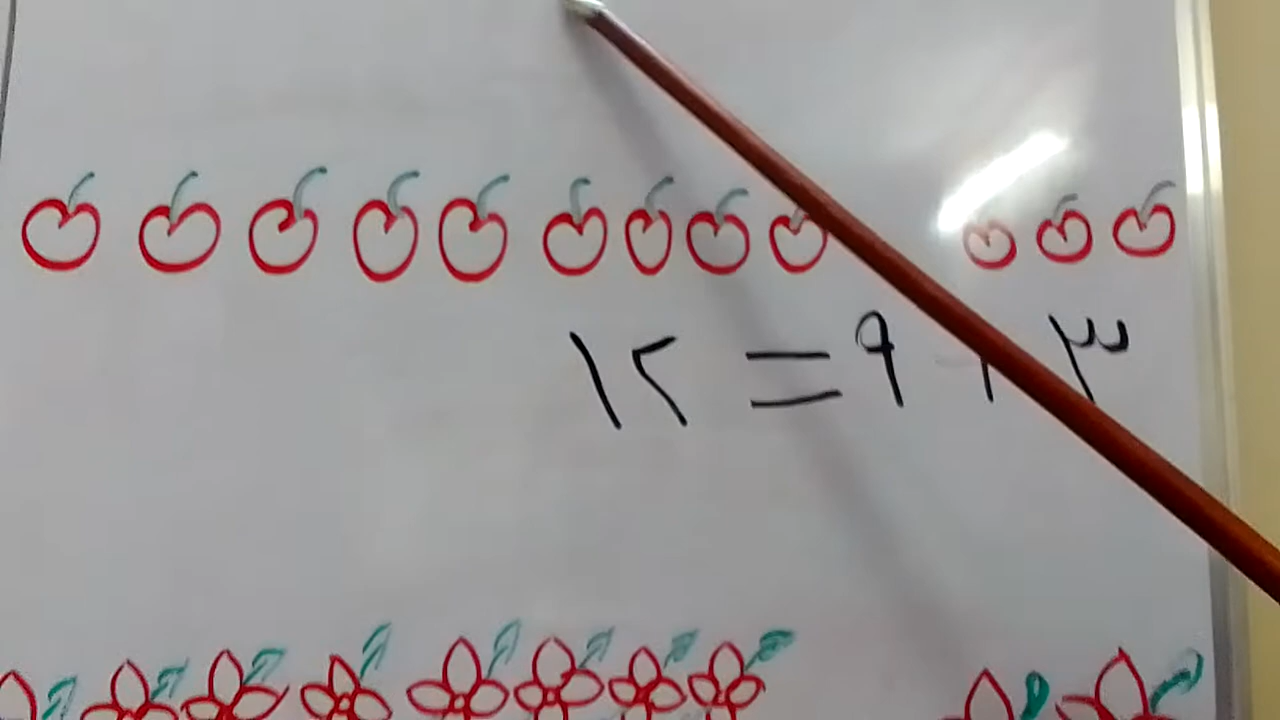 ٣ + ٩ = ١٢